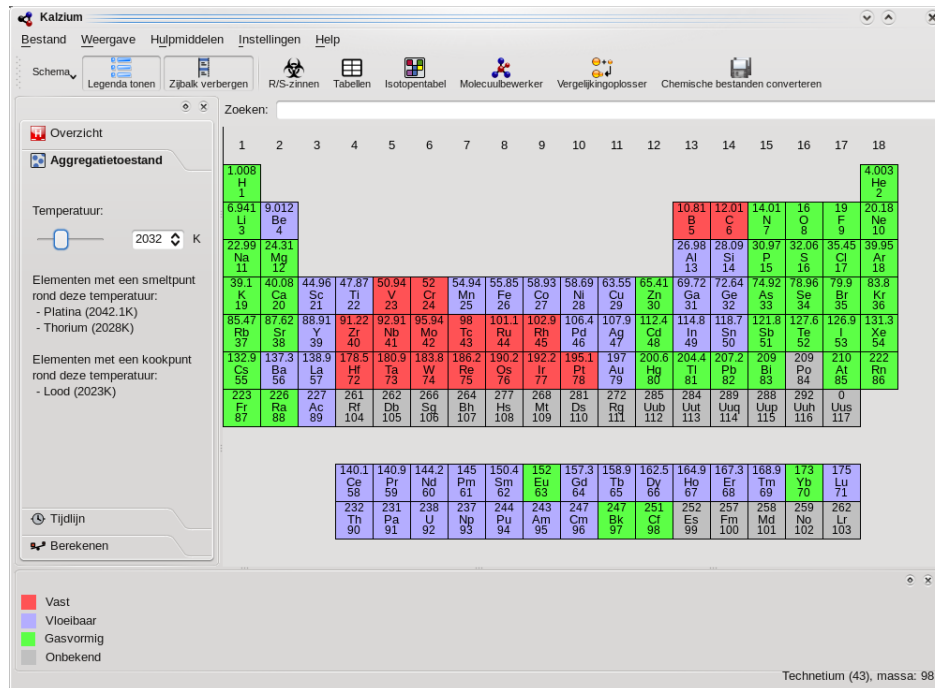 Kalzium
Bestand Weergave Hulpmiddelen Instellingen Help
Schema Legenda tonen Zijbalk verbergen R/S-zinnen Tabellen Isotopentabel Molecuulbewerker Vergelijkingoplosser Chemische bestanden converteren
Zoeken:
Overzicht
Aggregatietoestand
Temperatuur:
2032 K
Elementen met een smeltpunt
rond deze temperatuur:
- Platina (2042.1K)
- Thorium (2028K)
Elementen met een kookpunt
rond deze temperatuur:
- Lood (2023K)
Tijdlijn
Berekenen
1 2 3 4 5 6 7 8 9 10 11 12 13 14 15 16 17 18
1.008 4.003
H He
1 2
6.941 9.012 10.81 12.01 14.01 16 19 20.18
Li Be B C N O F Ne
3 4 5 6 7 8 9 10
22.99 24.31 26.98 28.09 30.97 32.06 35.45 39.95
Na Mg Al Si P S Cl Ar
11 12 13 14 15 16 17 18
39.1 40.08 44.96 47.87 50.94 52 54.94 55.85 58.93 58.69 63.55 65.41 69.72 72.64 74.92 78.96 79.9 83.8
K Ca Sc Ti V Cr Mn Fe Co Ni Cu Zn Ga Ge As Se Br Kr
19 20 21 22 23 24 25 26 27 28 29 30 31 32 33 34 35 36
85.47 87.62 88.91 91.22 92.91 95.94 98 101.1 102.9 106.4 107.9 112.4 114.8 118.7 121.8 127.6 126.9 131.3
Rb Sr Y Zr Nb Mo Tc Ru Rh Pd Ag Cd In Sn Sb Te I Xe
37 38 39 40 41 42 43 44 45 46 47 48 49 50 51 52 53 54
132.9 137.3 138.9 178.5 180.9 183.8 186.2 190.2 192.2 195.1 197 200.6 204.4 207.2 209 209 210 222
Cs Ba La Hf Ta W Re Os Ir Pt Au Hg Tl Pb Bi Po At Rn
55 56 57 72 73 74 75 76 77 78 79 80 81 82 83 84 85 86
223 226 227 261 262 266 264 277 268 281 272 285 284 289 288 292 0
Fr Ra Ac Rf Db Sg Bh Hs Mt Ds Rg Uub Uut Uuq Uup Uuh Uus
87 88 89 104 105 106 107 108 109 110 111 112 113 114 115 116 117
140.1 140.9 144.2 145 150.4 152 157.3 158.9 162.5 164.9 167.3 168.9 173 175
Ce Pr Nd Pm Sm Eu Gd Tb Dy Ho Er Tm Yb Lu
58 59 60 61 62 63 64 65 66 67 68 69 70 71
232 231 238 237 244 243 247 247 251 252 257 258 259 262
Th Pa U Np Pu Am Cm Bk Cf Es Fm Md No Lr
90 91 92 93 94 95 96 97 98 99 100 101 102 103
Vast
Vloeibaar
Gasvormig
Onbekend
Technetium (43), massa: 98